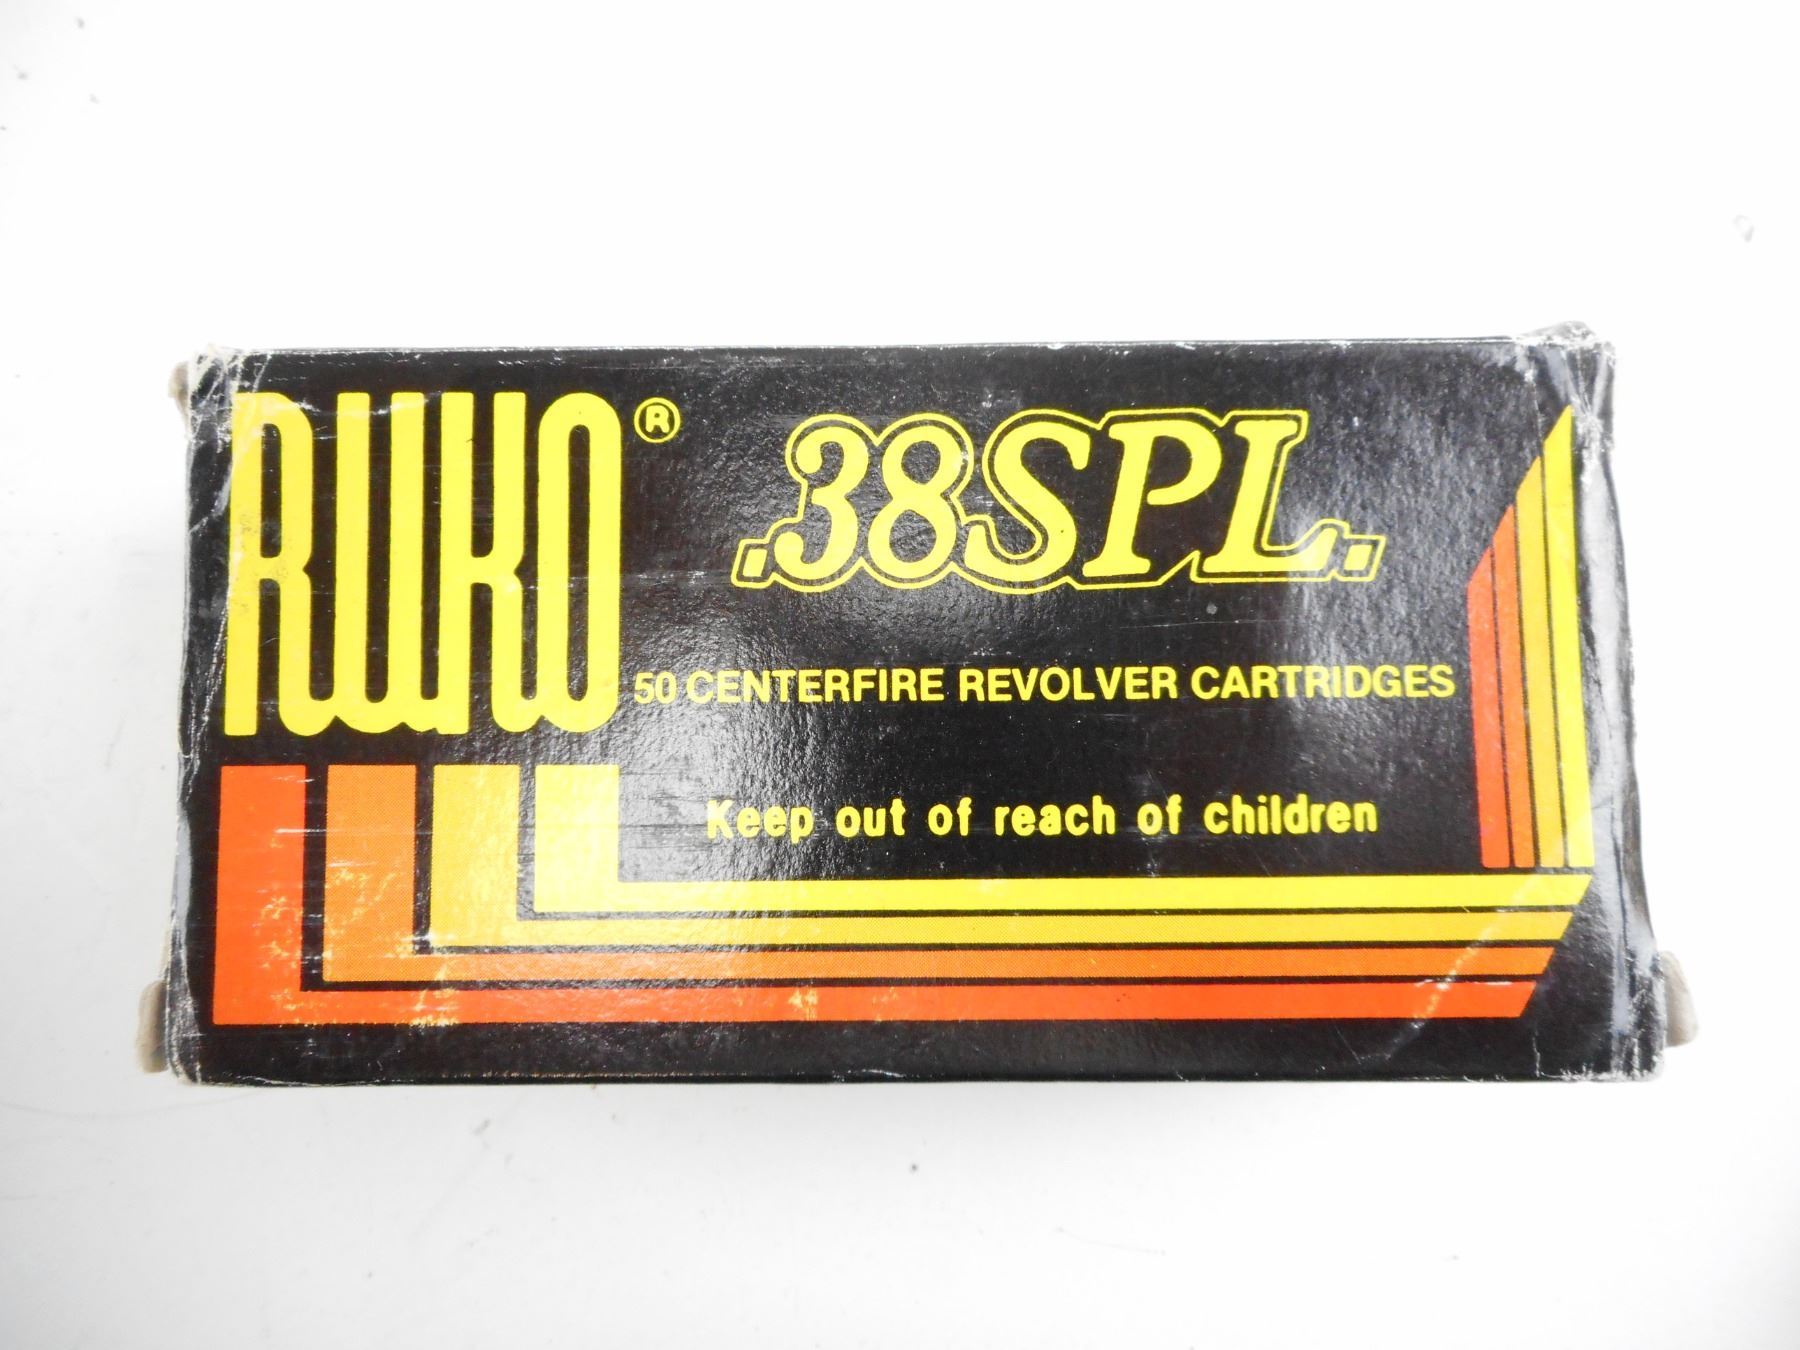 RUKO®
.38SPL.
50 CENTERFIRE REVOLVER CARTRIDGES
Keep out of reach of children